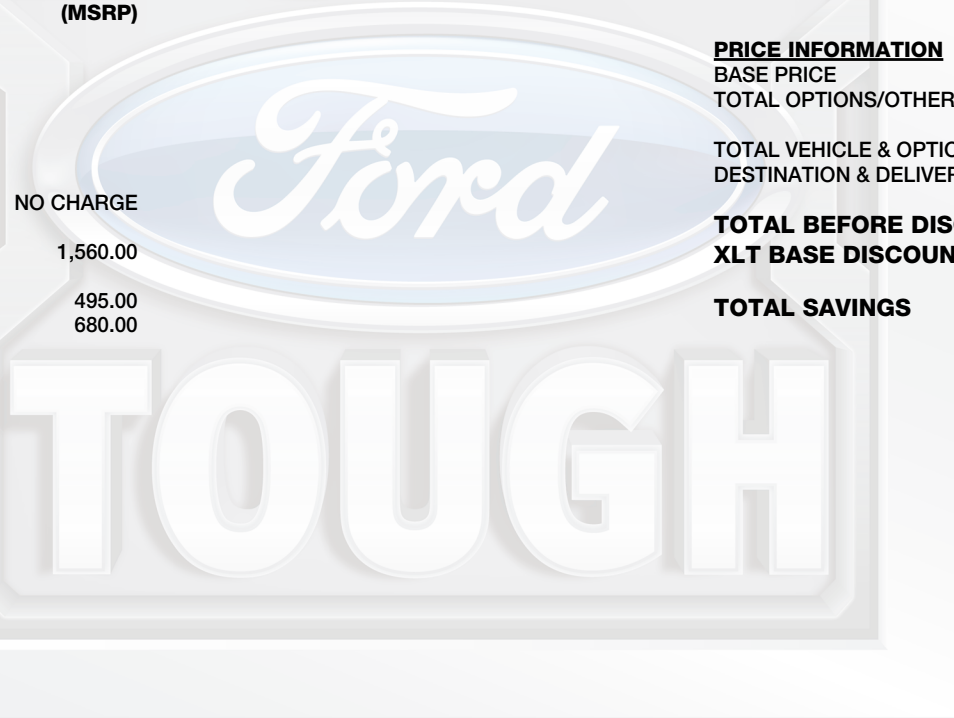 (MSRP)
NO CHARGE
1,560.00
495.00
680.00
PRICE INFORMATION
BASE PRICE
TOTAL OPTIONS/OTHER
TOTAL VEHICLE & OPTIO
DESTINATION & DELIVER
TOTAL BEFORE DIS
XLT BASE DISCOUN
TOTAL SAVINGS
Ford
TOUGH